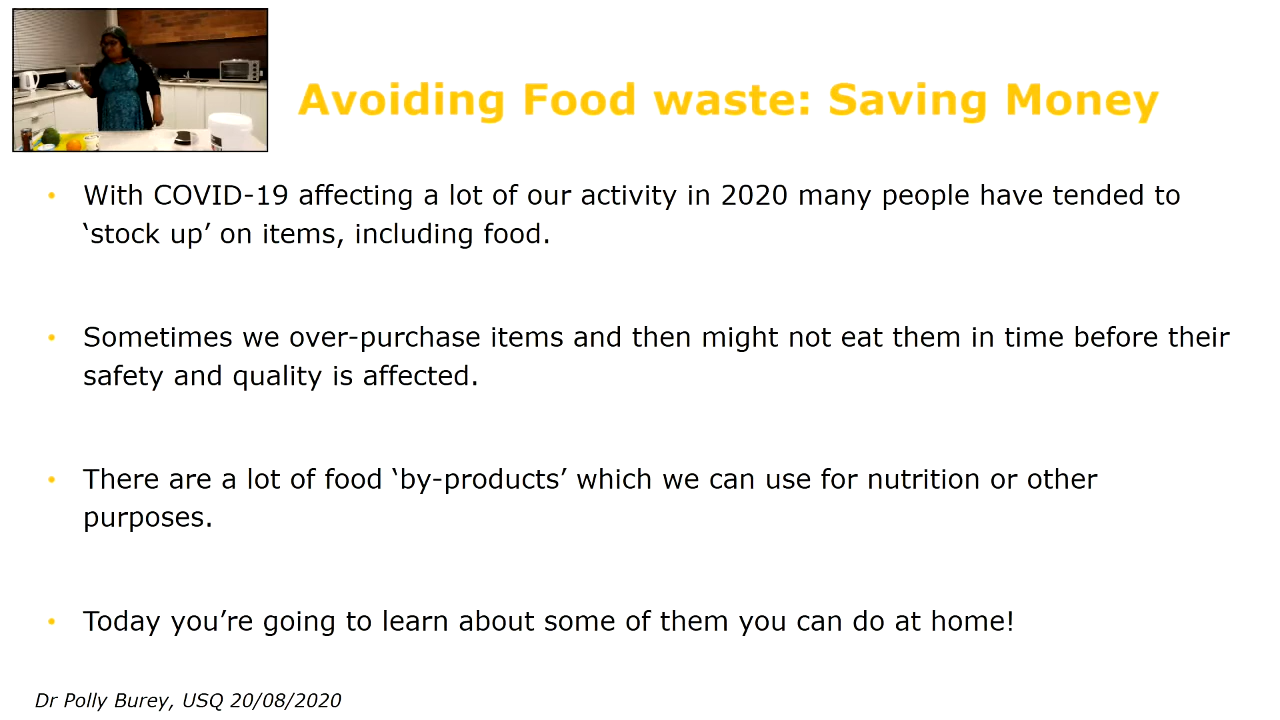 Avoiding Food waste: Saving Money
• With COVID-19 affecting a lot of our activity in 2020 many people have tended to
‘stock up’ on items, including food.
• Sometimes we over-purchase items and then might not eat them in time before their
safety and quality is affected.
• There are a lot of food ‘by-products’ which we can use for nutrition or other
purposes.
• Today you’re going to learn about some of them you can do at home!
Dr Polly Burey, USQ 20/08/2020